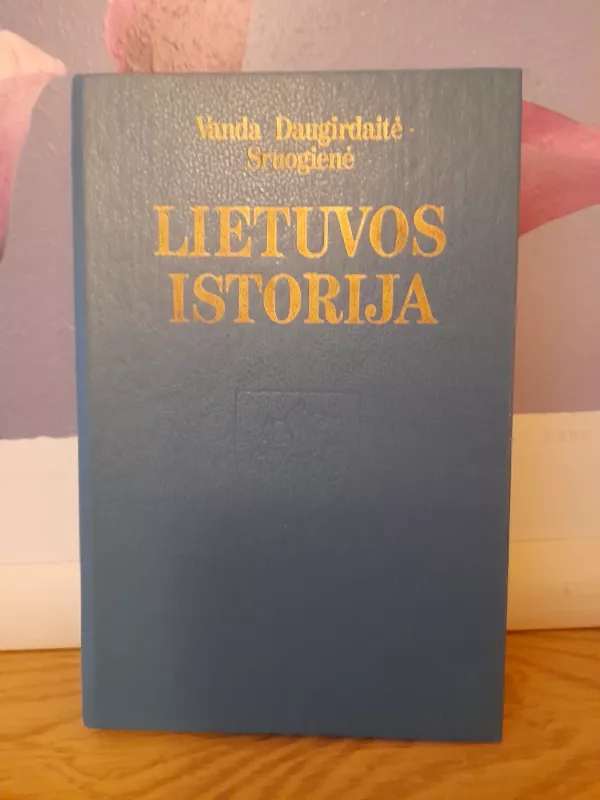 Vanda Daugirdaitė-
Sruogienė
LIETUVOS
ISTORIJA